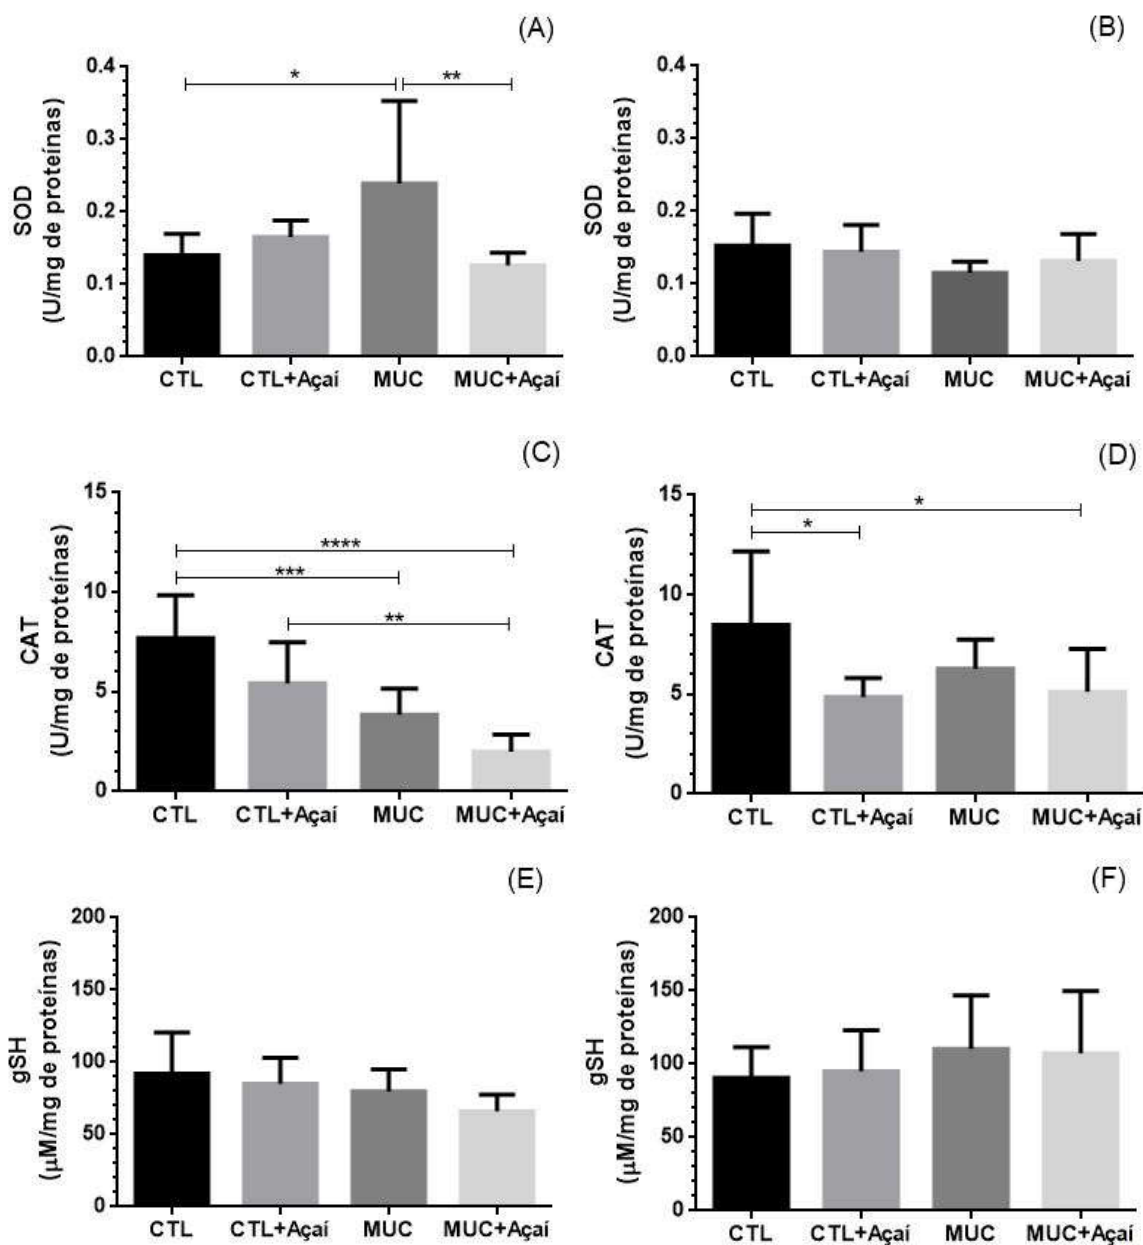 (A)
SOD
(U/mg de proteínas)
0.4
0.3
0.2
0.1
0.0
*
**
CTL
CTL+Açaí
MUC
MUC+Açaí
(B)
SOD
(U/mg de proteínas)
0.4
0.3
0.2
0.1
0.0
CTL
CTL+Açaí
MUC
MUC+Açaí
(C)
CAT
(U/mg de proteínas)
15
10
5
0
****
***
**
CTL
CTL+Açaí
MUC
MUC+Açaí
(D)
CAT
(U/mg de proteínas)
15
10
5
0
*
*
CTL
CTL+Açaí
MUC
MUC+Açaí
(E)
gSH
(μM/mg de proteínas)
200
150
100
50
0
CTL
CTL+Açaí
MUC
MUC+Açaí
(F)
gSH
(μM/mg de proteínas)
200
150
100
50
0
CTL
CTL+Açaí
MUC
MUC+Açaí